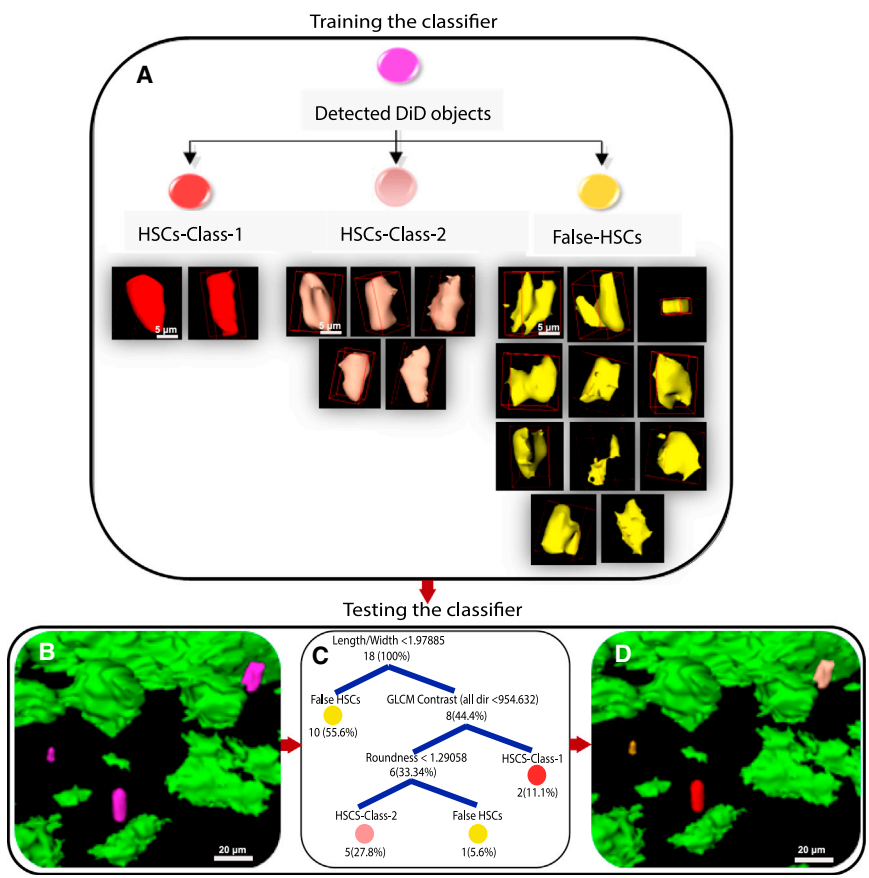 Training the classifier
A
Detected DiD objects
HSCs-Class-1
HSCs-Class-2
False-HSCs
5 µm
5 µm
5 µm
Testing the classifier
B
20 µm
C
Length/Width <1.97885
18 (100%)
False HSCs
10 (55.6%)
GLCM Contrast (all dir <954.632)
8(44.4%)
Roundness < 1.29058
6(33.34%)
HSCS-Class-1
2(11.1%)
HSCS-Class-2
5(27.8%)
False HSCs
1(5.6%)
D
20 µm